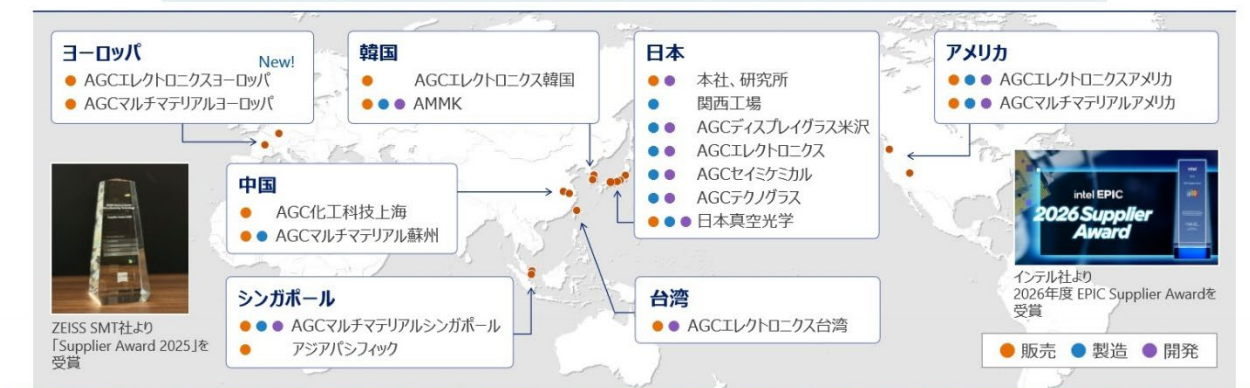 ヨーロッパ
New!
AGCエレクトロニクスヨーロッパ
AGCマルチマテリアルヨーロッパ
韓国
AGCエレクトロニクス韓国
AMMK
日本
本社、研究所
関西工場
AGCディスプレイグラス米沢
AGCエレクトロニクス
AGCセイミケミカル
AGCテクノグラス
日本真空光学
アメリカ
AGCエレクトロニクスアメリカ
AGCマルチマテリアルアメリカ
中国
AGC化工科技上海
AGCマルチマテリアル蘇州
シンガポール
AGCマルチマテリアルシンガポール
アジアパシフィック
台湾
AGCエレクトロニクス台湾
ZEISS SMT社より
「Supplier Award 2025」を
受賞
intel EPIC
2026 Supplier
Award
intel
インテル社より
2026年度 EPIC Supplier Awardを
受賞
販売 製造 開発